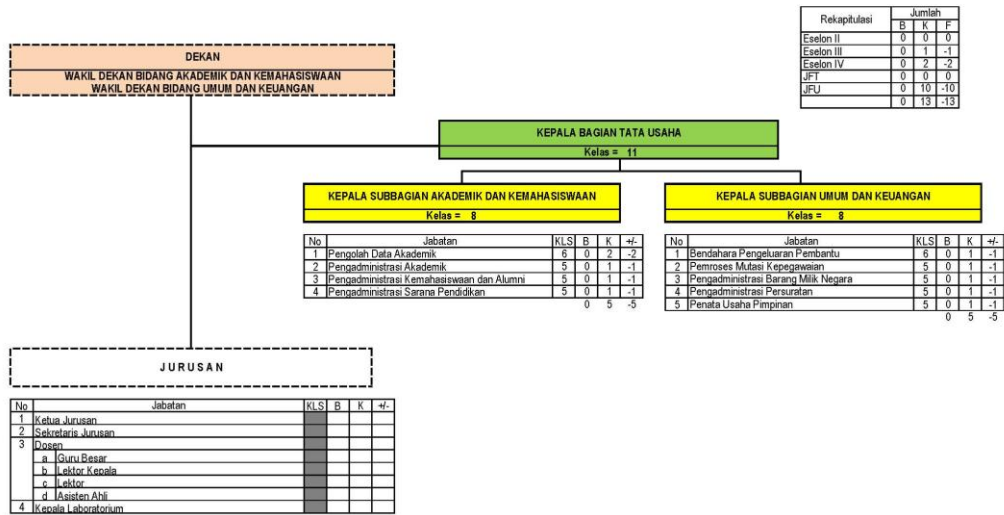 Rekapitulasi Jumlah
B K F
Eselon II 0 0 0
Eselon III 0 1 -1
Eselon IV 0 2 -2
JFT 0 0 0
JFU 0 10 -10
0 13 -13
DEKAN
WAKIL DEKAN BIDANG AKADEMIK DAN KEMAHASISWAAN
WAKIL DEKAN BIDANG UMUM DAN KEUANGAN
KEPALA BAGIAN TATA USAHA
Kelas = 11
KEPALA SUBBAGIAN AKADEMIK DAN KEMAHASISWAAN
Kelas = 8
No Jabatan KLS B K +/-
1 Pengolah Data Akademik 6 0 2 -2
2 Pengadministrasi Akademik 5 0 1 -1
3 Pengadministrasi Kemahasiswaan dan Alumni 5 0 1 -1
4 Pengadministrasi Sarana Pendidikan 5 0 1 -1
0 5 -5
KEPALA SUBBAGIAN UMUM DAN KEUANGAN
Kelas = 8
No Jabatan KLS B K +/-
1 Bendahara Pengeluaran Pembantu 6 0 1 -1
2 Pemroses Mutasi Kepegawaian 5 0 1 -1
3 Pengadministrasi Barang Milik Negara 5 0 1 -1
4 Pengadministrasi Persuratan 5 0 1 -1
5 Penata Usaha Pimpinan 5 0 1 -1
0 5 -5
JURUSAN
No Jabatan KLS B K +/-
1 Ketua Jurusan
2 Sekretaris Jurusan
3 Dosen
a Guru Besar
b Lektor Kepala
c Lektor
d Asisten Ahli
4 Kepala Laboratorium